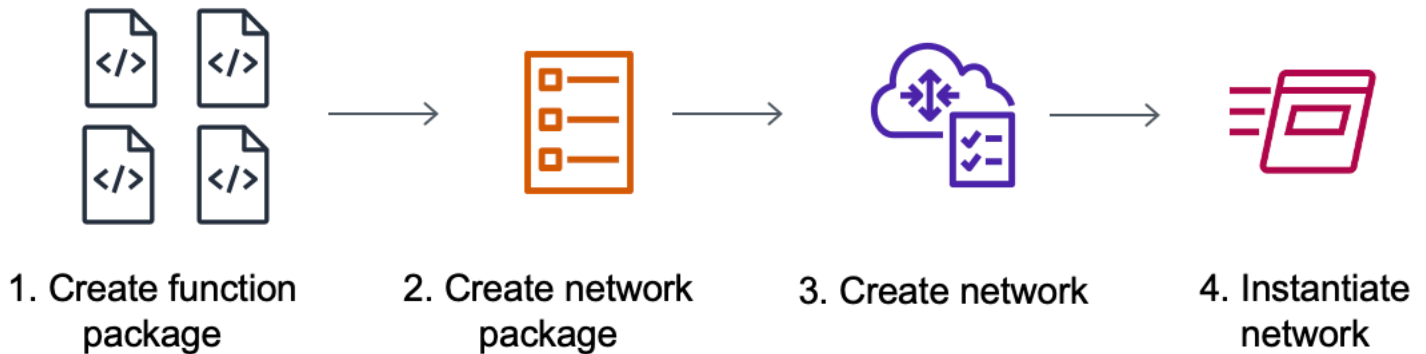 </>
</>
</>
</>
1. Create function
package
2. Create network
package
3. Create network
4. Instantiate
network